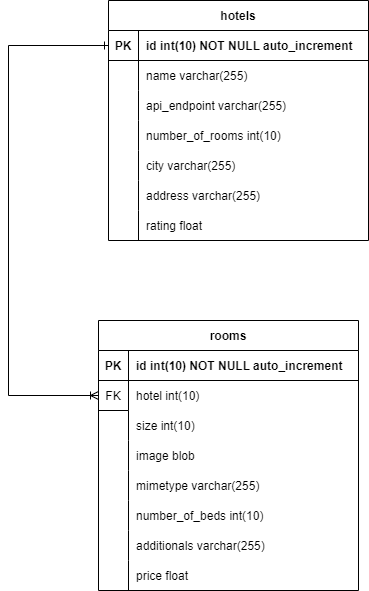 hotels
PK id int(10) NOT NULL auto_increment
name varchar(255)
api_endpoint varchar(255)
number_of_rooms int(10)
city varchar(255)
address varchar(255)
rating float
rooms
PK id int(10) NOT NULL auto_increment
FK hotel int(10)
size int(10)
image blob
mimetype varchar(255)
number_of_beds int(10)
additionals varchar(255)
price float